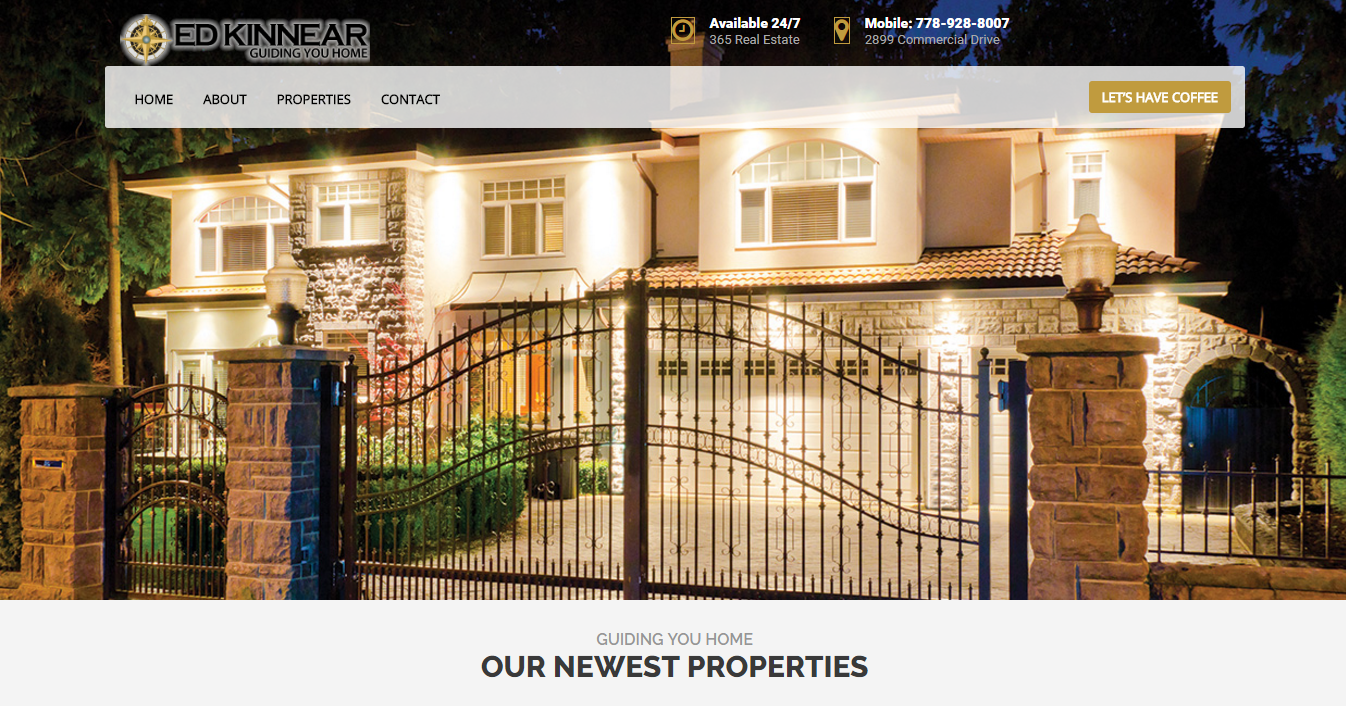 ED KINNEAR
GUIDING YOU HOME
Available 24/7
365 Real Estate
Mobile: 778-928-8007
2899 Commercial Drive
HOME
ABOUT
PROPERTIES
CONTACT
LET'S HAVE COFFEE
GUIDING YOU HOME
OUR NEWEST PROPERTIES